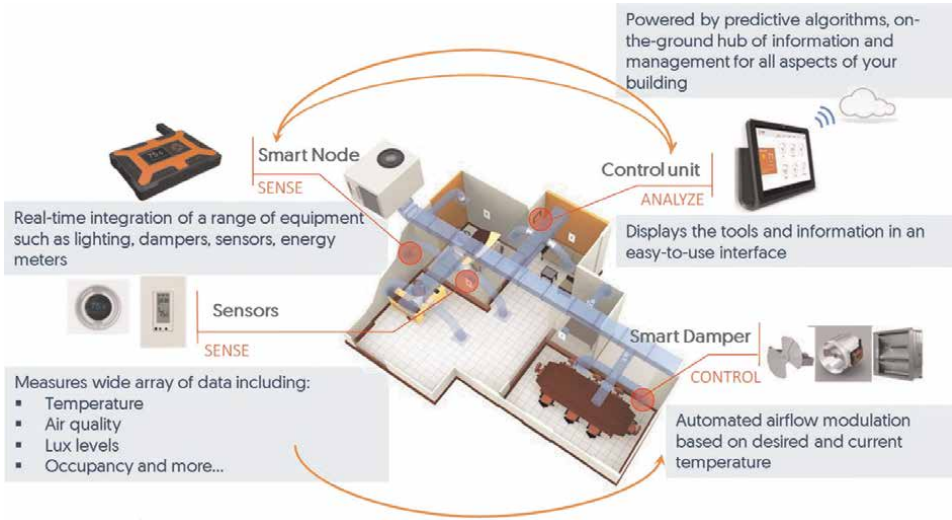 Powered by predictive algorithms, on-
the-ground hub of information and
management for all aspects of your
building
Smart Node
SENSE
Control unit
ANALYZE
Real-time integration of a range of equipment
such as lighting, dampers, sensors, energy
meters
Displays the tools and information in an
easy-to-use interface
Sensors
SENSE
Smart Damper
CONTROL
Measures wide array of data including:
▪ Temperature
▪ Air quality
▪ Lux levels
▪ Occupancy and more...
Automated airflow modulation
based on desired and current
temperature